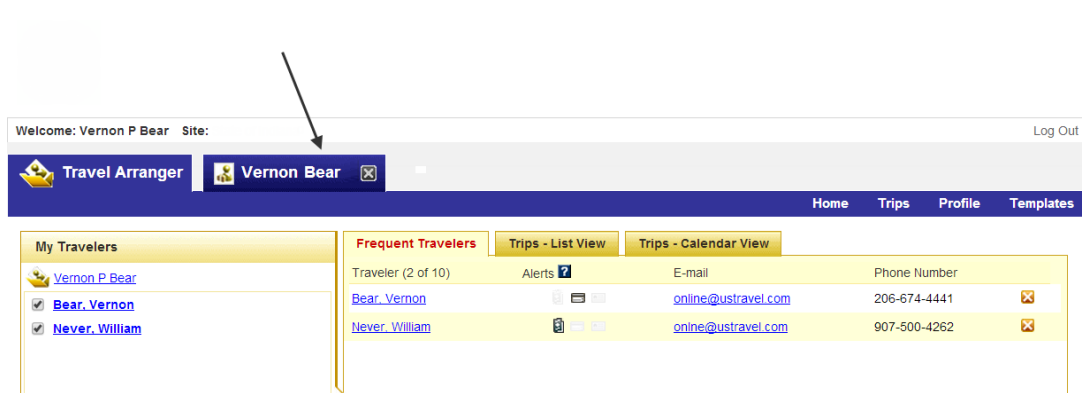 Welcome: Vernon P Bear Site: Log Out
Travel Arranger Vernon Bear
Home Trips Profile Templates
My Travelers
Vernon P Bear
Bear, Vernon
Never, William
Frequent Travelers Trips - List View Trips - Calendar View
Traveler (2 of 10) Alerts ? E-mail Phone Number
Bear, Vernon online@ustravel.com 206-674-4441
Never, William onlne@ustravel.com 907-500-4262